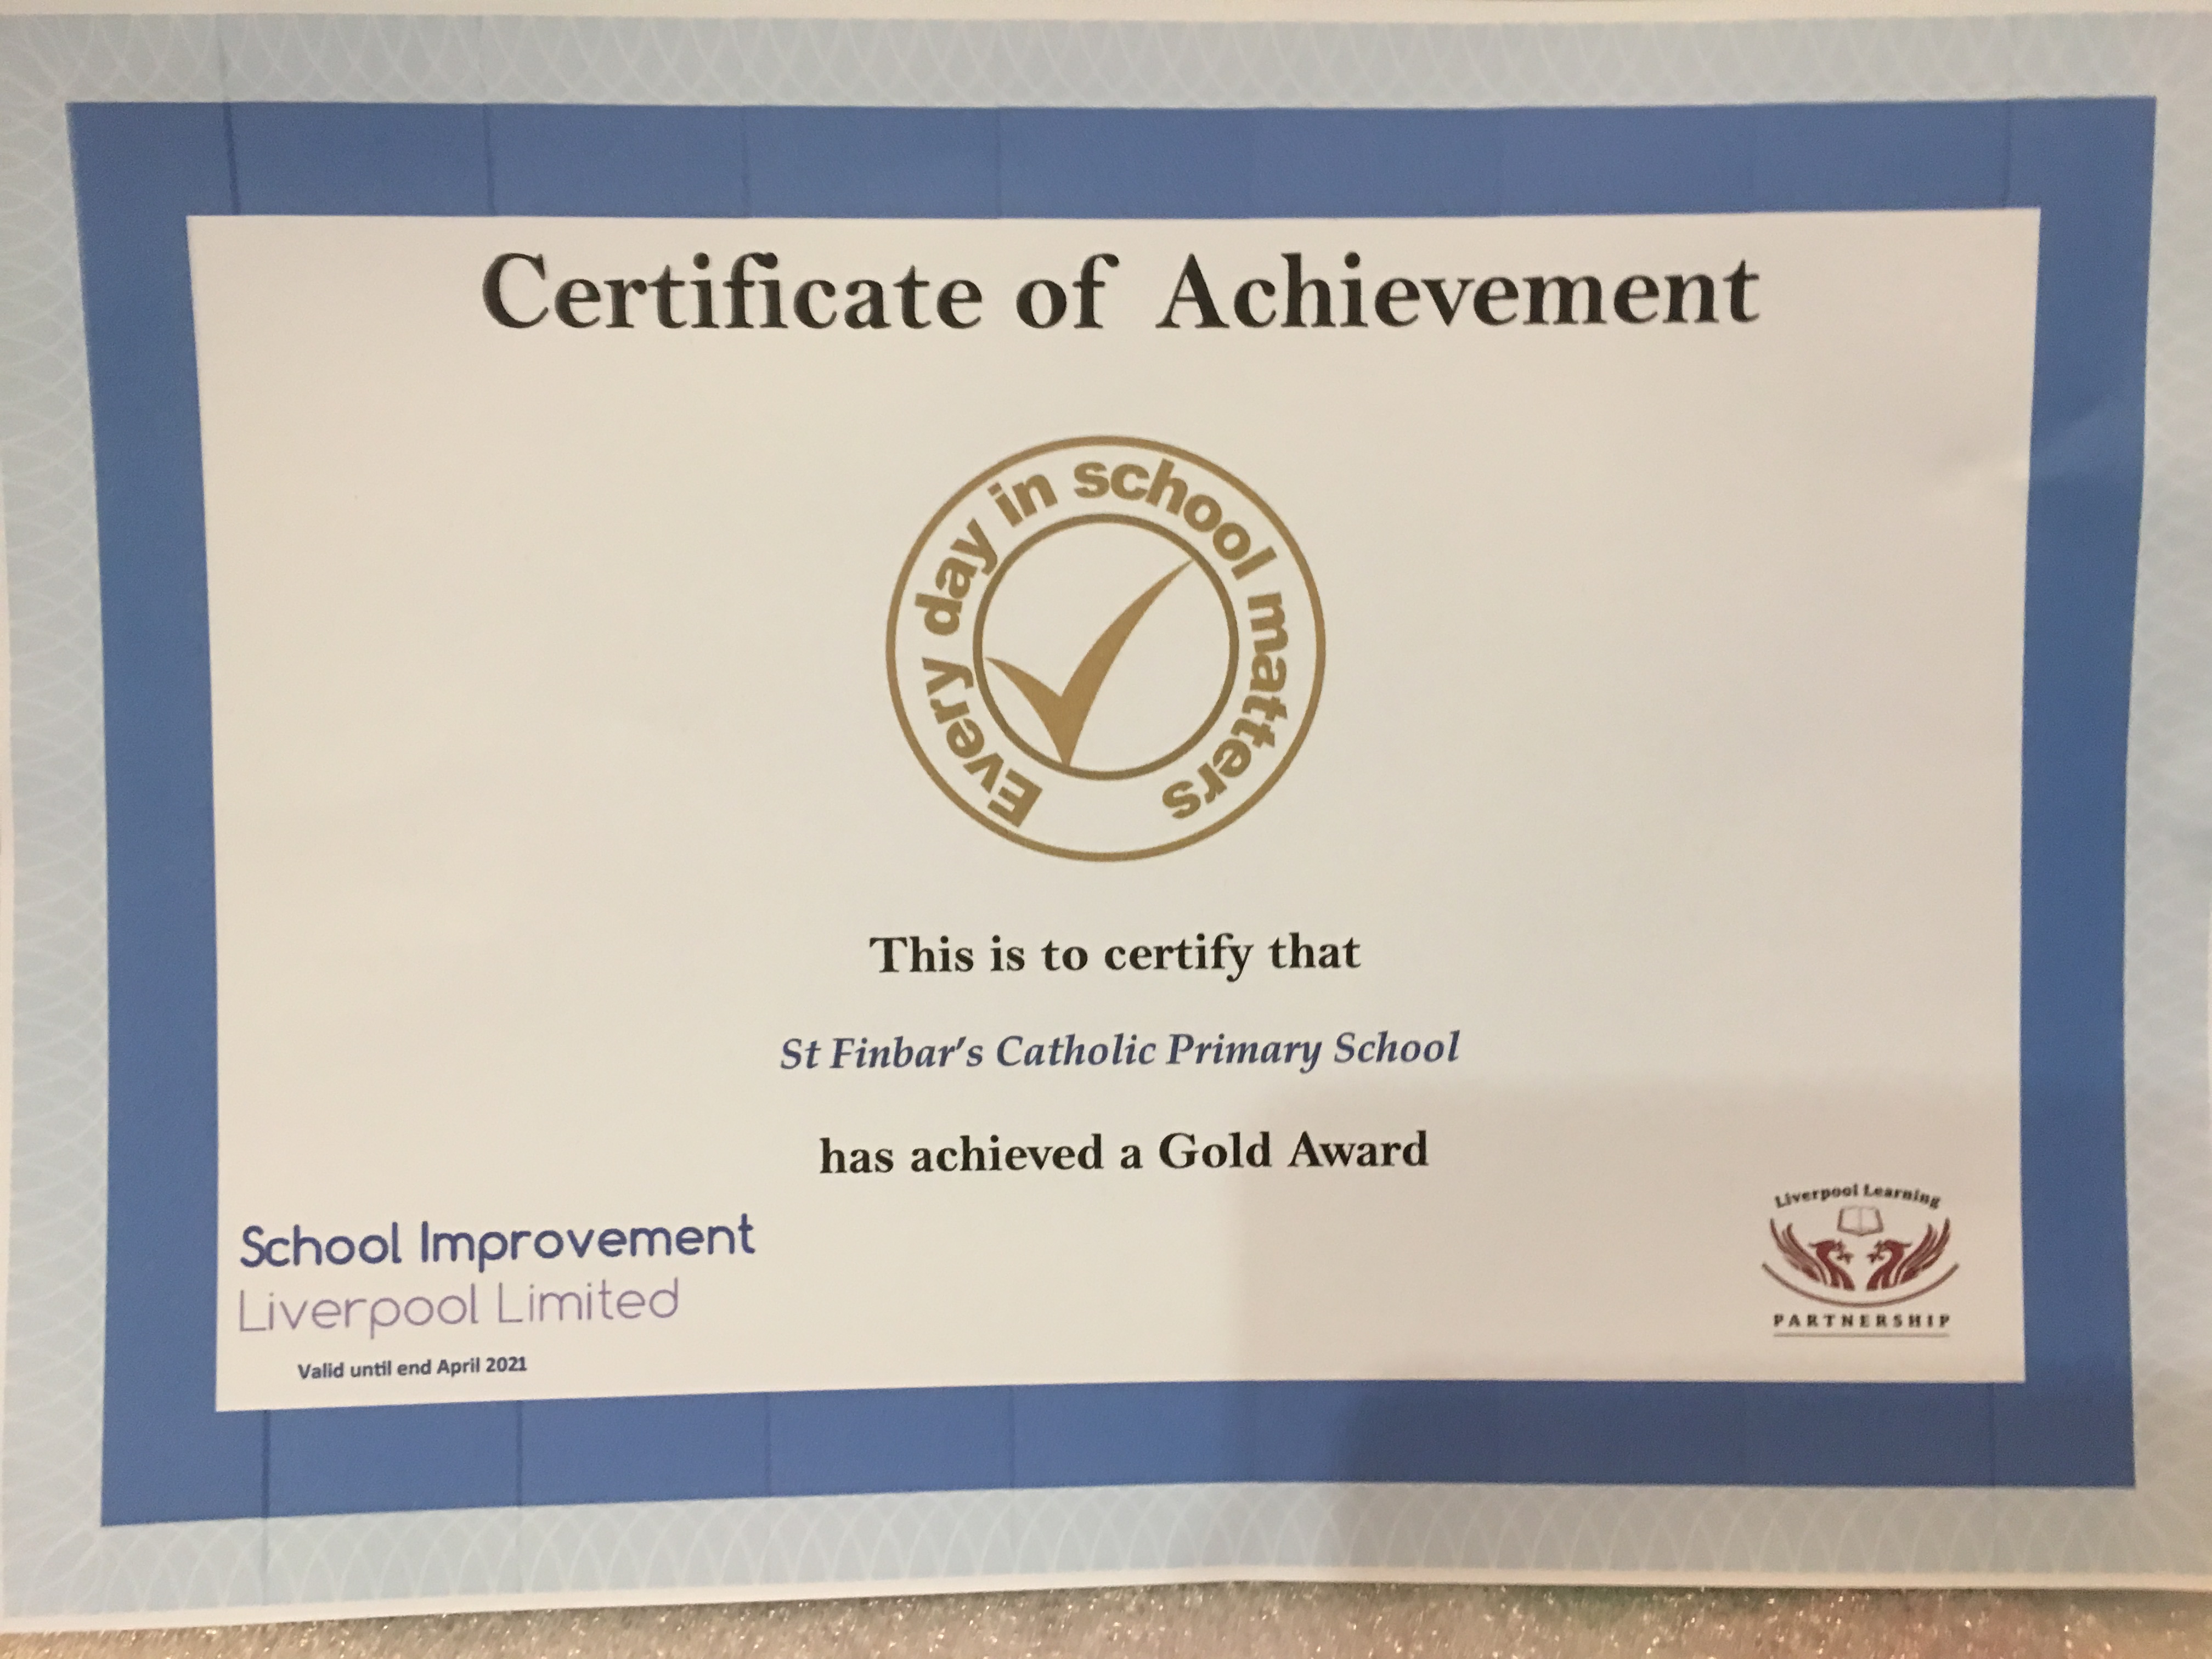 Certificate of Achievement
Every day in school matters
This is to certify that
St Finbar's Catholic Primary School
has achieved a Gold Award
School Improvement
Liverpool Limited
Valid until end April 2021
Liverpool Learning
PARTNERSHIP